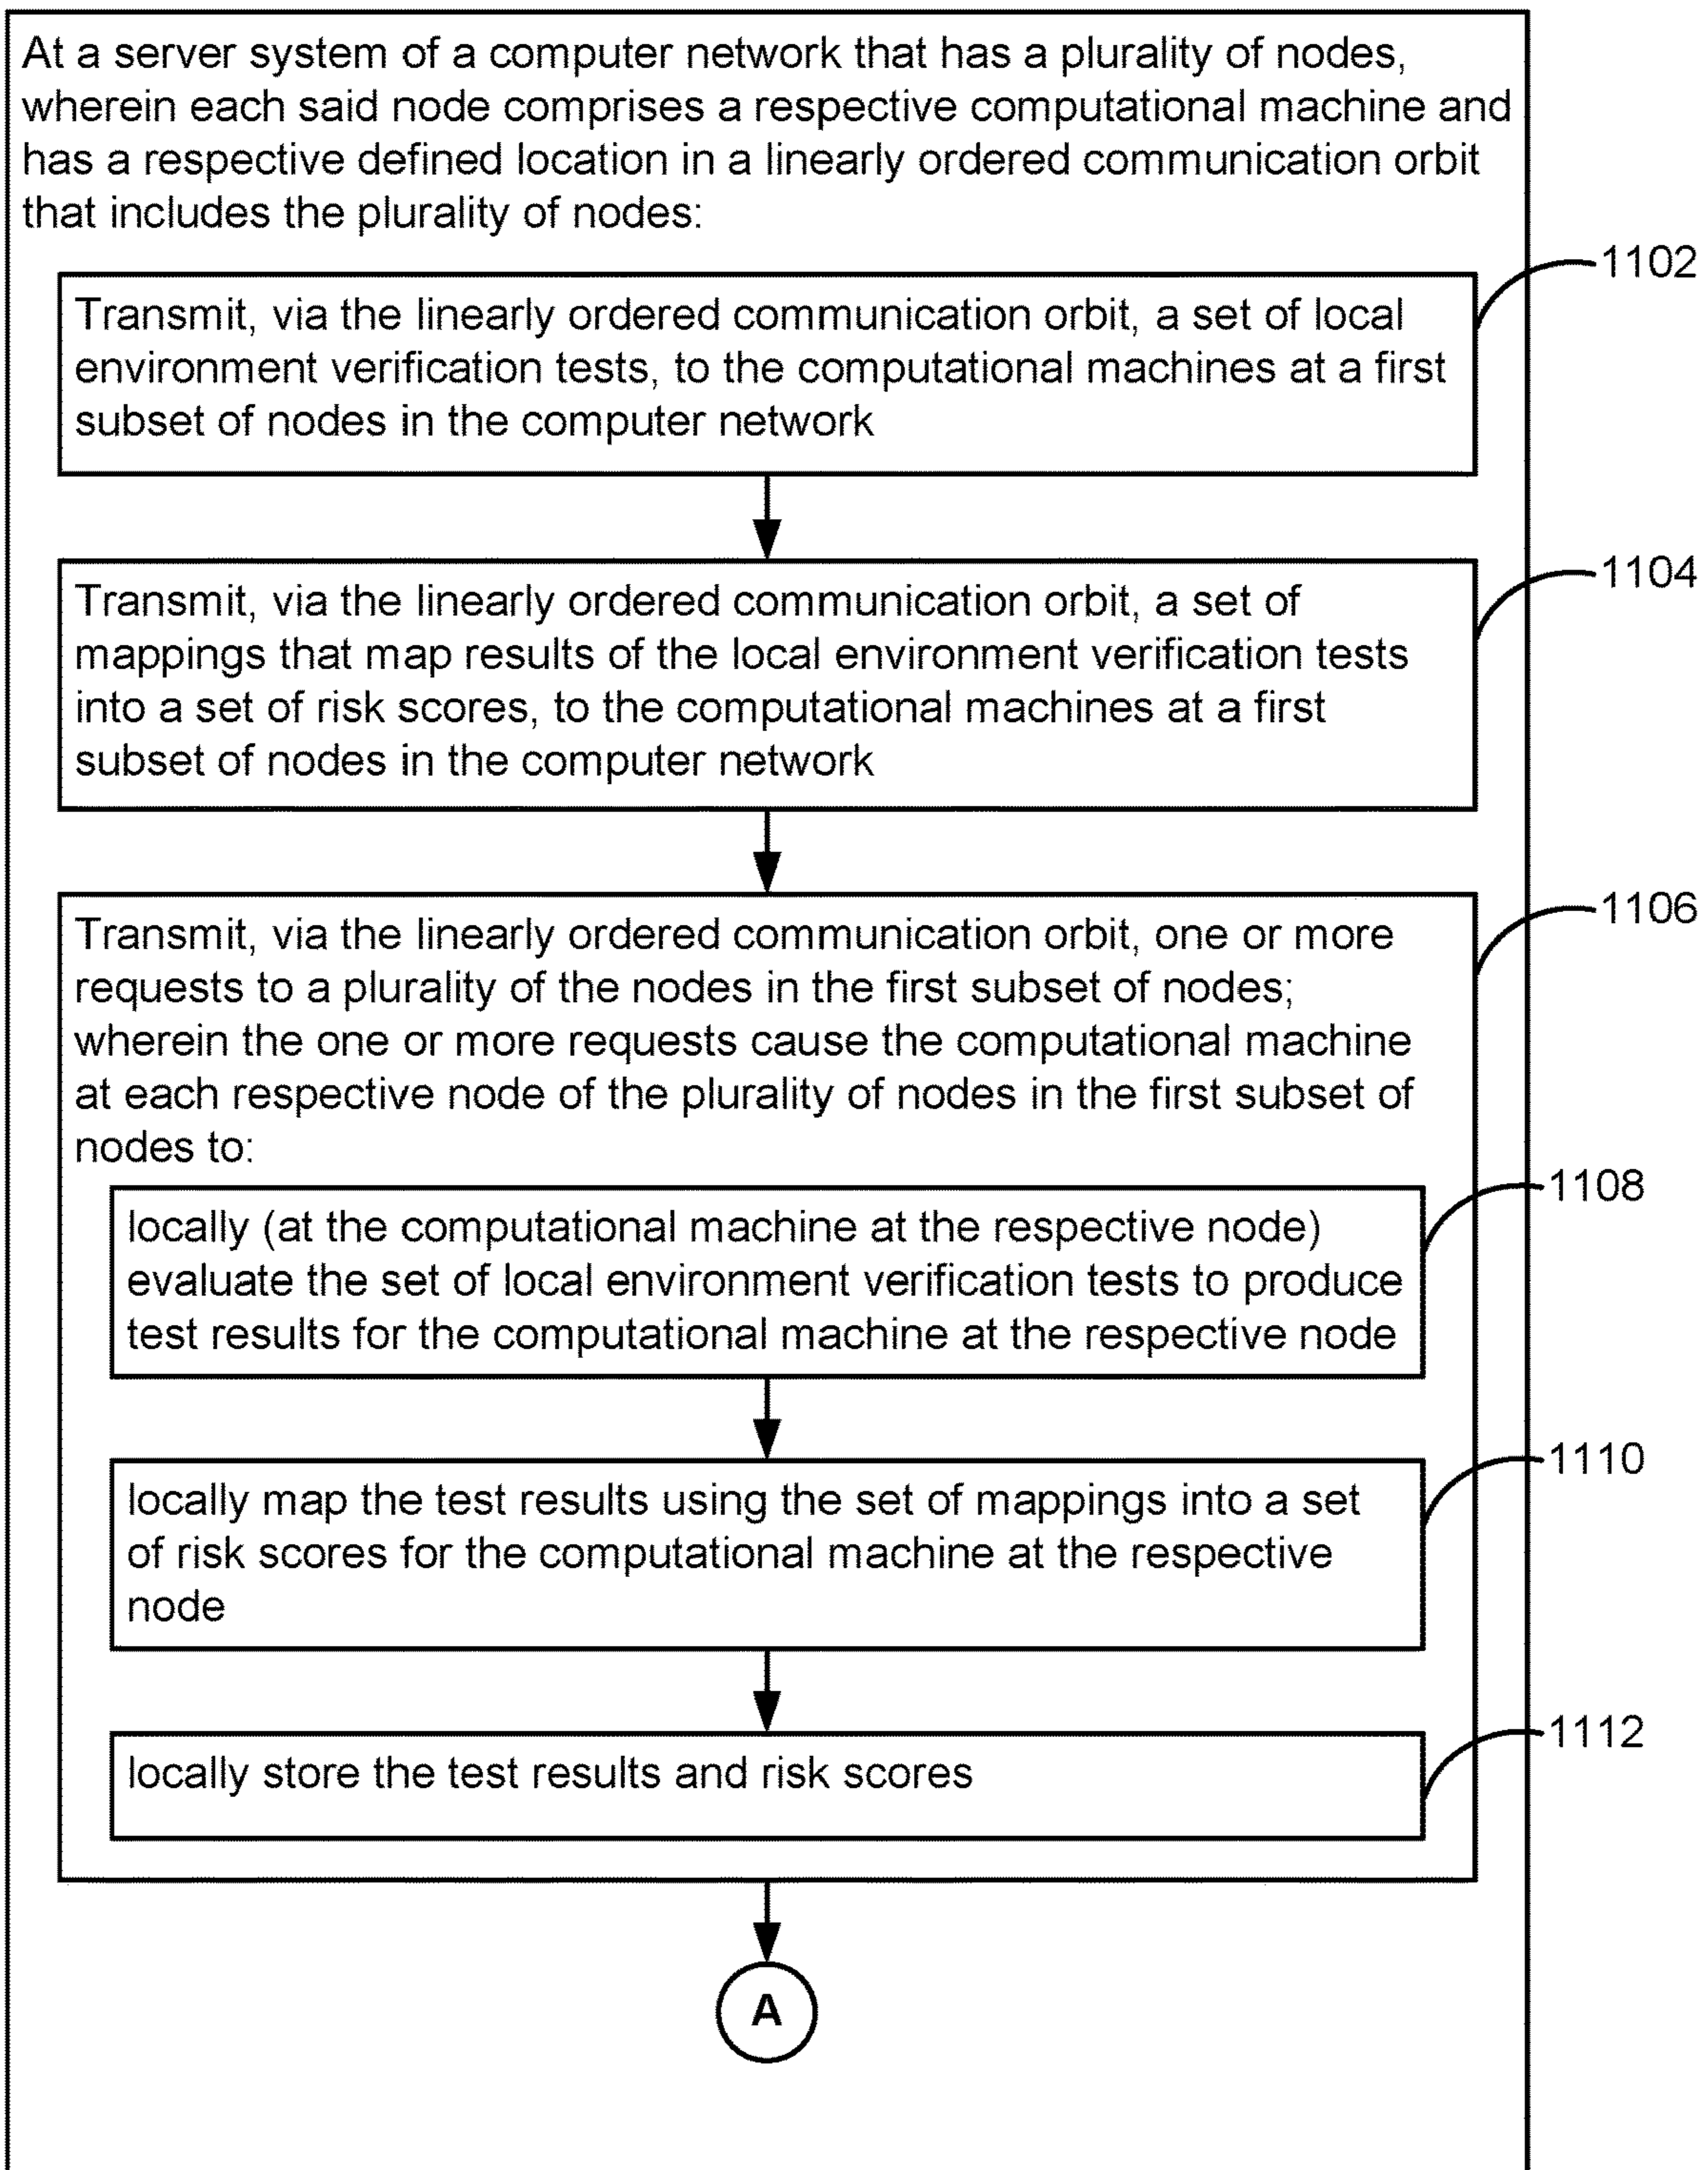 At a server system of a computer network that has a plurality of nodes,
wherein each said node comprises a respective computational machine and
has a respective defined location in a linearly ordered communication orbit
that includes the plurality of nodes:
1102
Transmit, via the linearly ordered communication orbit, a set of local
environment verification tests, to the computational machines at a first
subset of nodes in the computer network
1104
Transmit, via the linearly ordered communication orbit, a set of
mappings that map results of the local environment verification tests
into a set of risk scores, to the computational machines at a first
subset of nodes in the computer network
1106
Transmit, via the linearly ordered communication orbit, one or more
requests to a plurality of the nodes in the first subset of nodes;
wherein the one or more requests cause the computational machine
at each respective node of the plurality of nodes in the first subset of
nodes to:
1108
locally (at the computational machine at the respective node)
evaluate the set of local environment verification tests to produce
test results for the computational machine at the respective node
1110
locally map the test results using the set of mappings into a set
of risk scores for the computational machine at the respective
node
1112
locally store the test results and risk scores
A